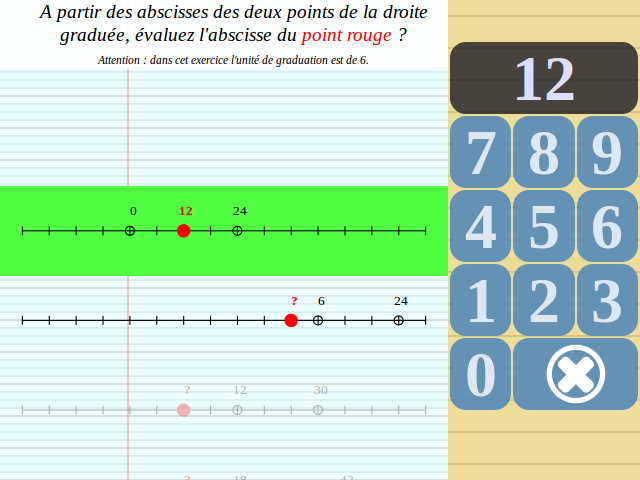 A partir des abscisses des deux points de la droite
graduée, évaluez l'abscisse du point rouge ?
Attention : dans cet exercice l'unité de graduation est de 6.
12
7 8 9
4 5 6
1 2 3
0
0 12 24
? 6 24
? 12 30
? 18 42